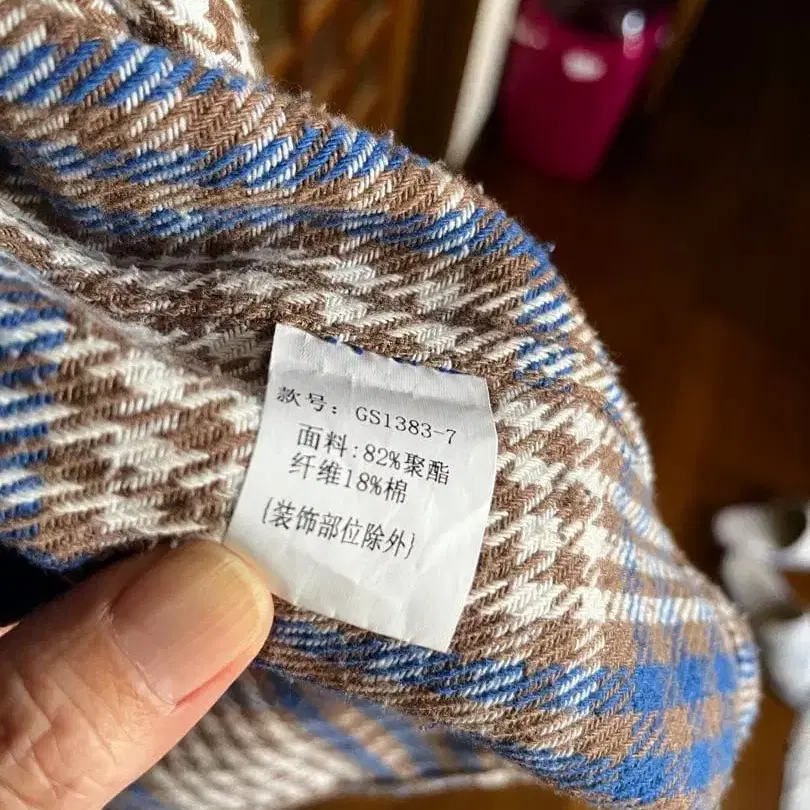 款号: GS1383-7
面料:82%聚酯
纤维18%棉
(装饰部位除外)